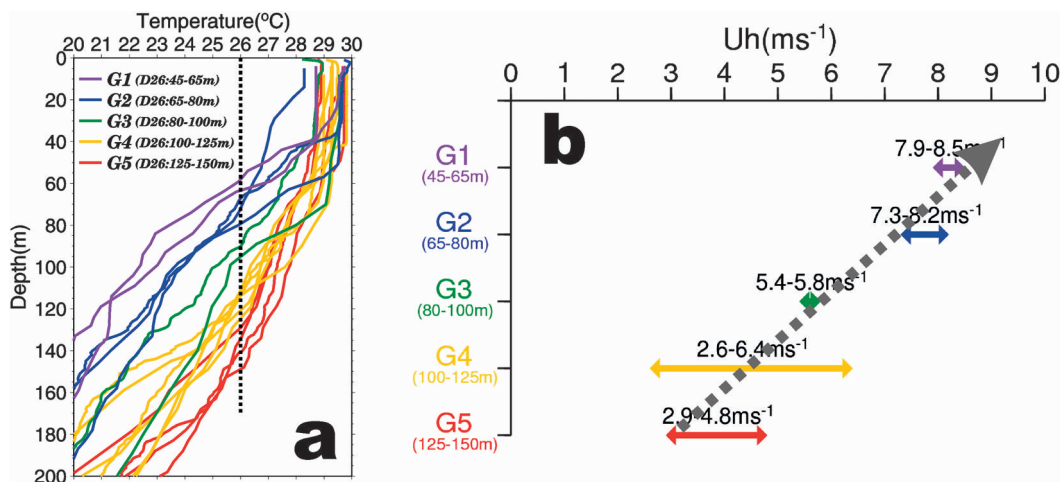 Temperature(ºC)
20 21 22 23 24 25 26 27 28 29 30
0
20
40
60
80
100
120
140
160
180
200
Depth(m)
G1 (D26:45-65m)
G2 (D26:65-80m)
G3 (D26:80-100m)
G4 (D26:100-125m)
G5 (D26:125-150m)
a
Uh(ms⁻¹)
0 1 2 3 4 5 6 7 8 9 10
b
G1
(45-65m)
7.9-8.5ms⁻¹
G2
(65-80m)
7.3-8.2ms⁻¹
G3
(80-100m)
5.4-5.8ms⁻¹
G4
(100-125m)
2.6-6.4ms⁻¹
G5
(125-150m)
2.9-4.8ms⁻¹